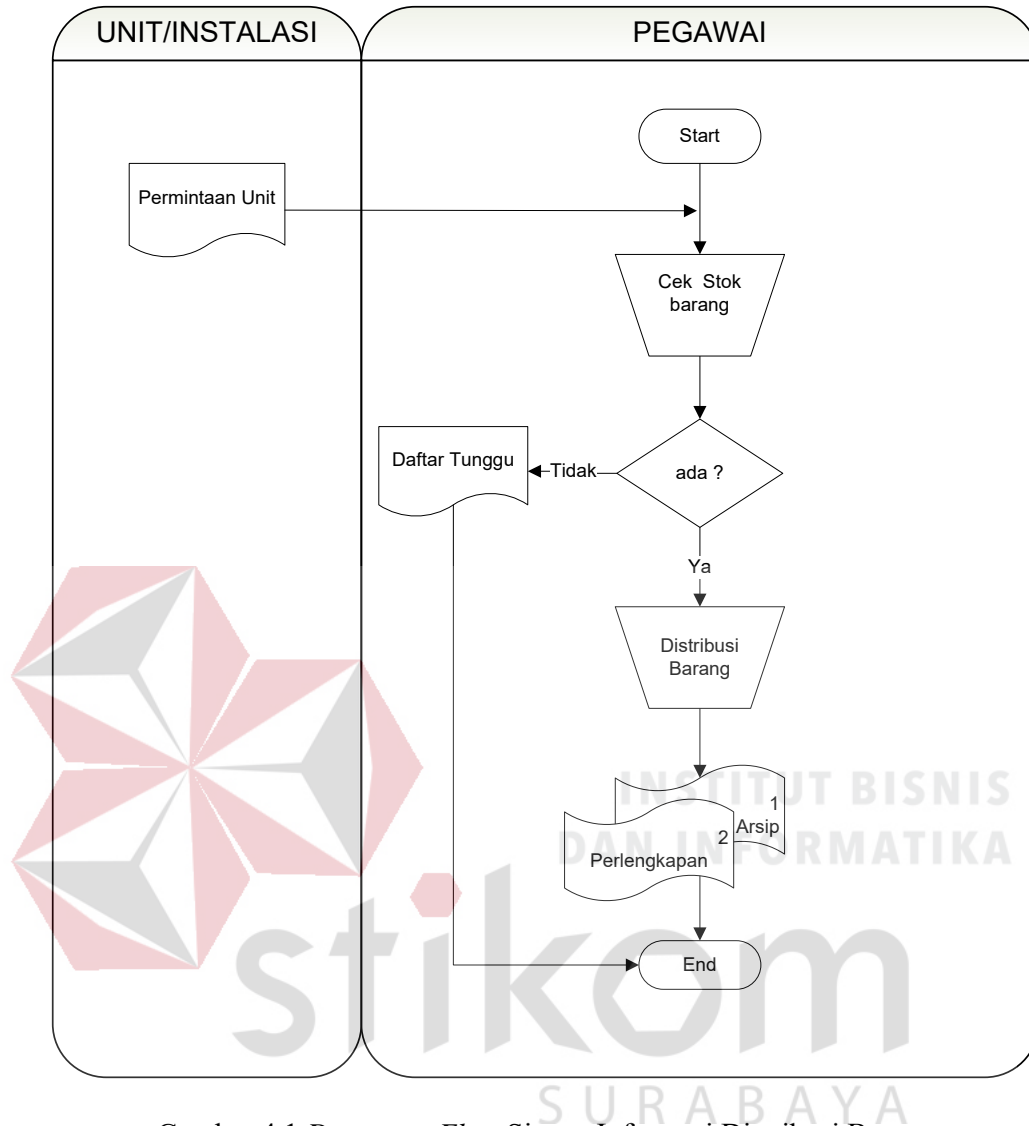 UNIT/INSTALASI
PEGAWAI
Start
Permintaan Unit
Cek Stok
barang
Daftar Tunggu
Tidak
ada ?
Ya
Distribusi
Barang
INSTITUT BISNIS
DAN INFORMATIKA
1
Arsip
2
Perlengkapan
stikom
End
SURABAYA